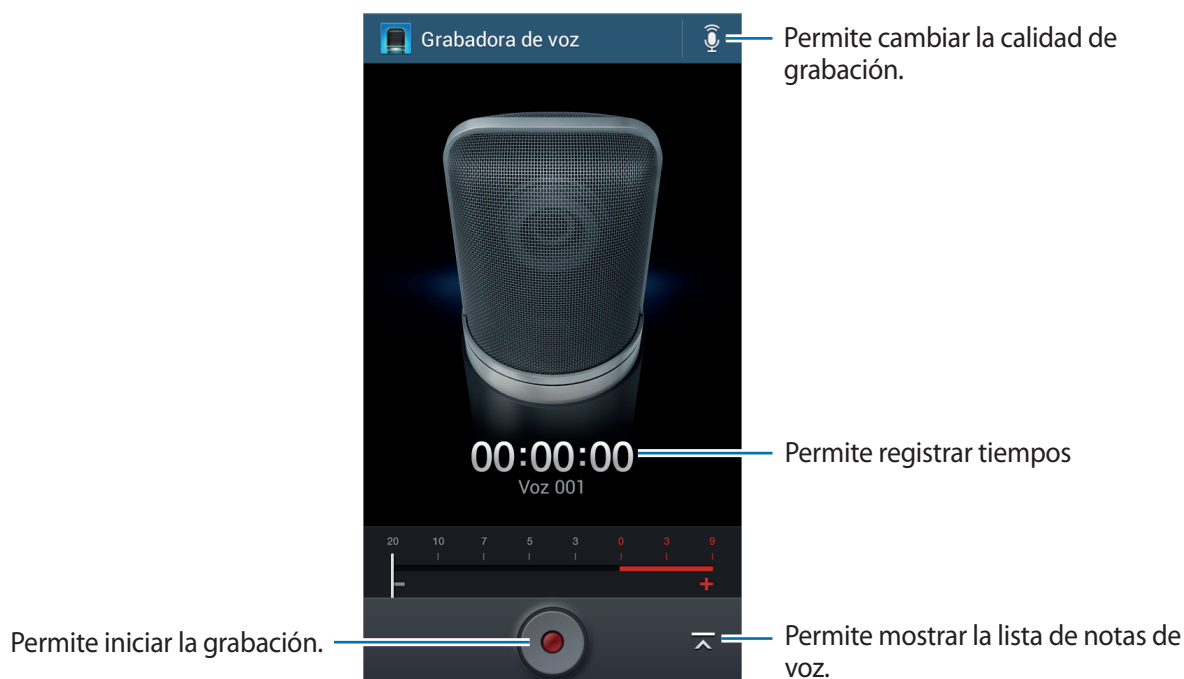 Grabadora de voz
Permite cambiar la calidad de
grabación.
00:00:00
Permite registrar tiempos
Voz 001
20 10 7 5 3 0 3 9
- +
Permite iniciar la grabación.
Permite mostrar la lista de notas de
voz.